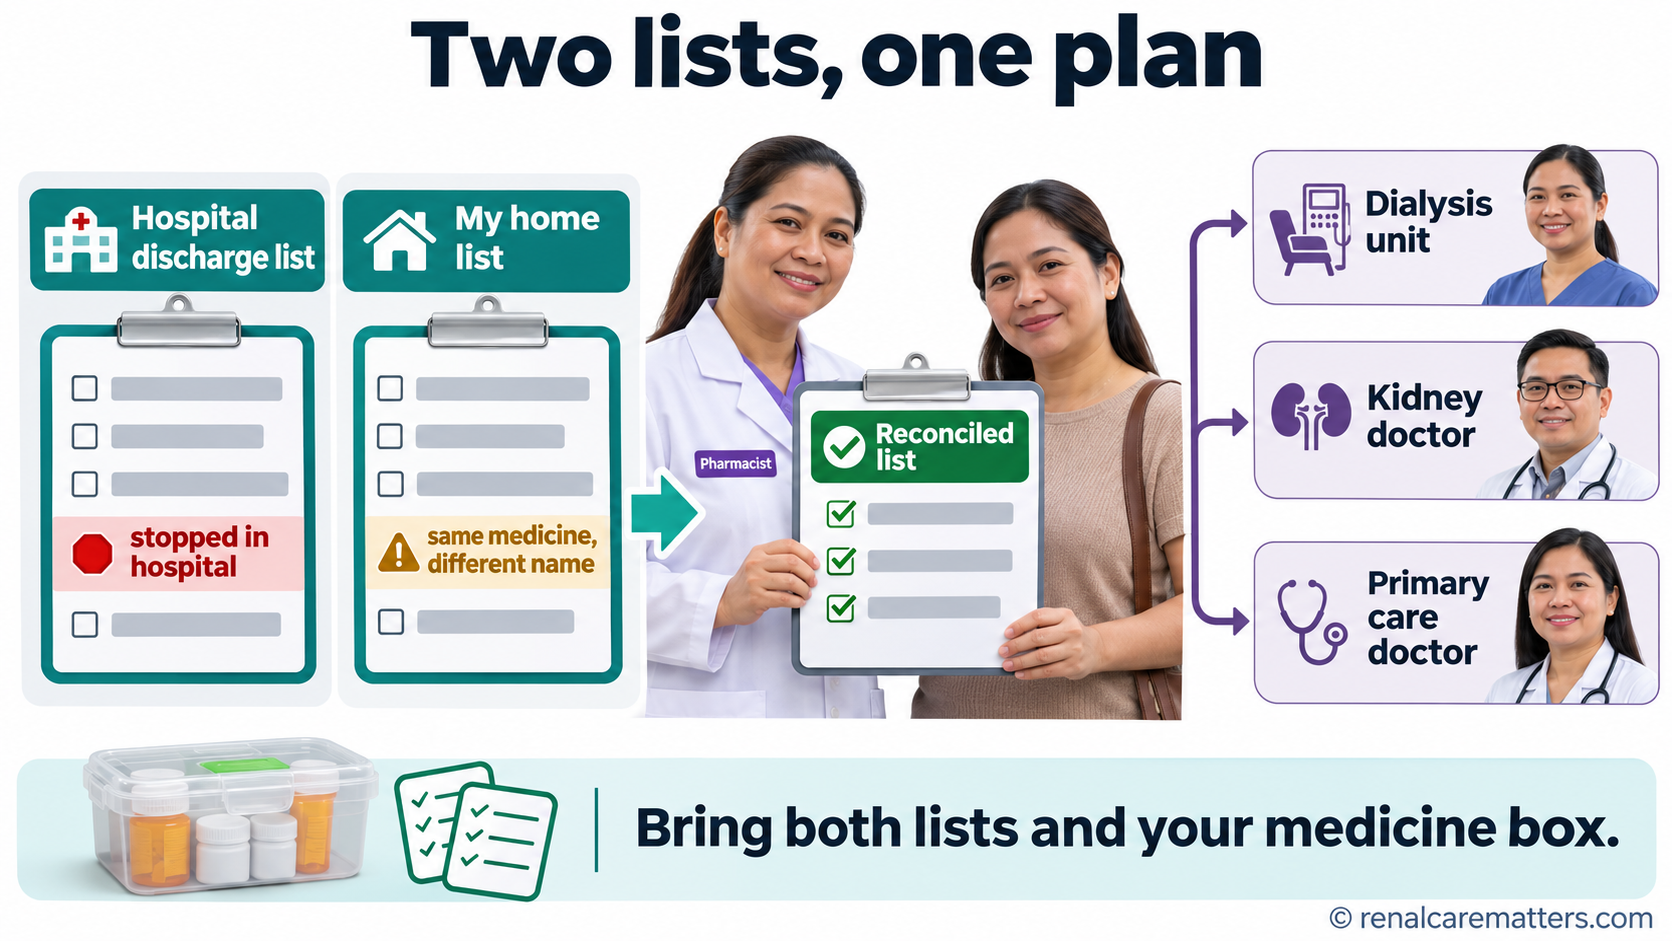 Two lists, one plan
Hospital
discharge list
My home
list
stopped in
hospital
same medicine,
different name
Pharmacist
Reconciled
list
Dialysis
unit
Kidney
doctor
Primary
care
doctor
Bring both lists and your medicine box.
© renalcarematters.com